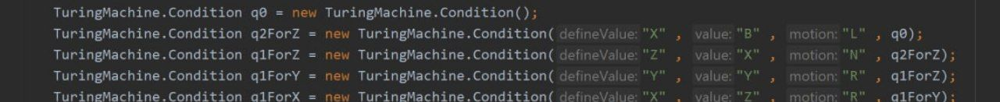 TuringMachine.Condition q0 = new TuringMachine.Condition();
TuringMachine.Condition q2ForZ = new TuringMachine.Condition( defineValue: "X" , value: "B" , motion: "L" , q0);
TuringMachine.Condition q1ForZ = new TuringMachine.Condition( defineValue: "Z" , value: "X" , motion: "N" , q2ForZ);
TuringMachine.Condition q1ForY = new TuringMachine.Condition( defineValue: "Y" , value: "Y" , motion: "R" , q1ForZ);
TuringMachine.Condition q1ForX = new TuringMachine.Condition( defineValue: "X" , value: "Z" , motion: "R" , q1ForY);